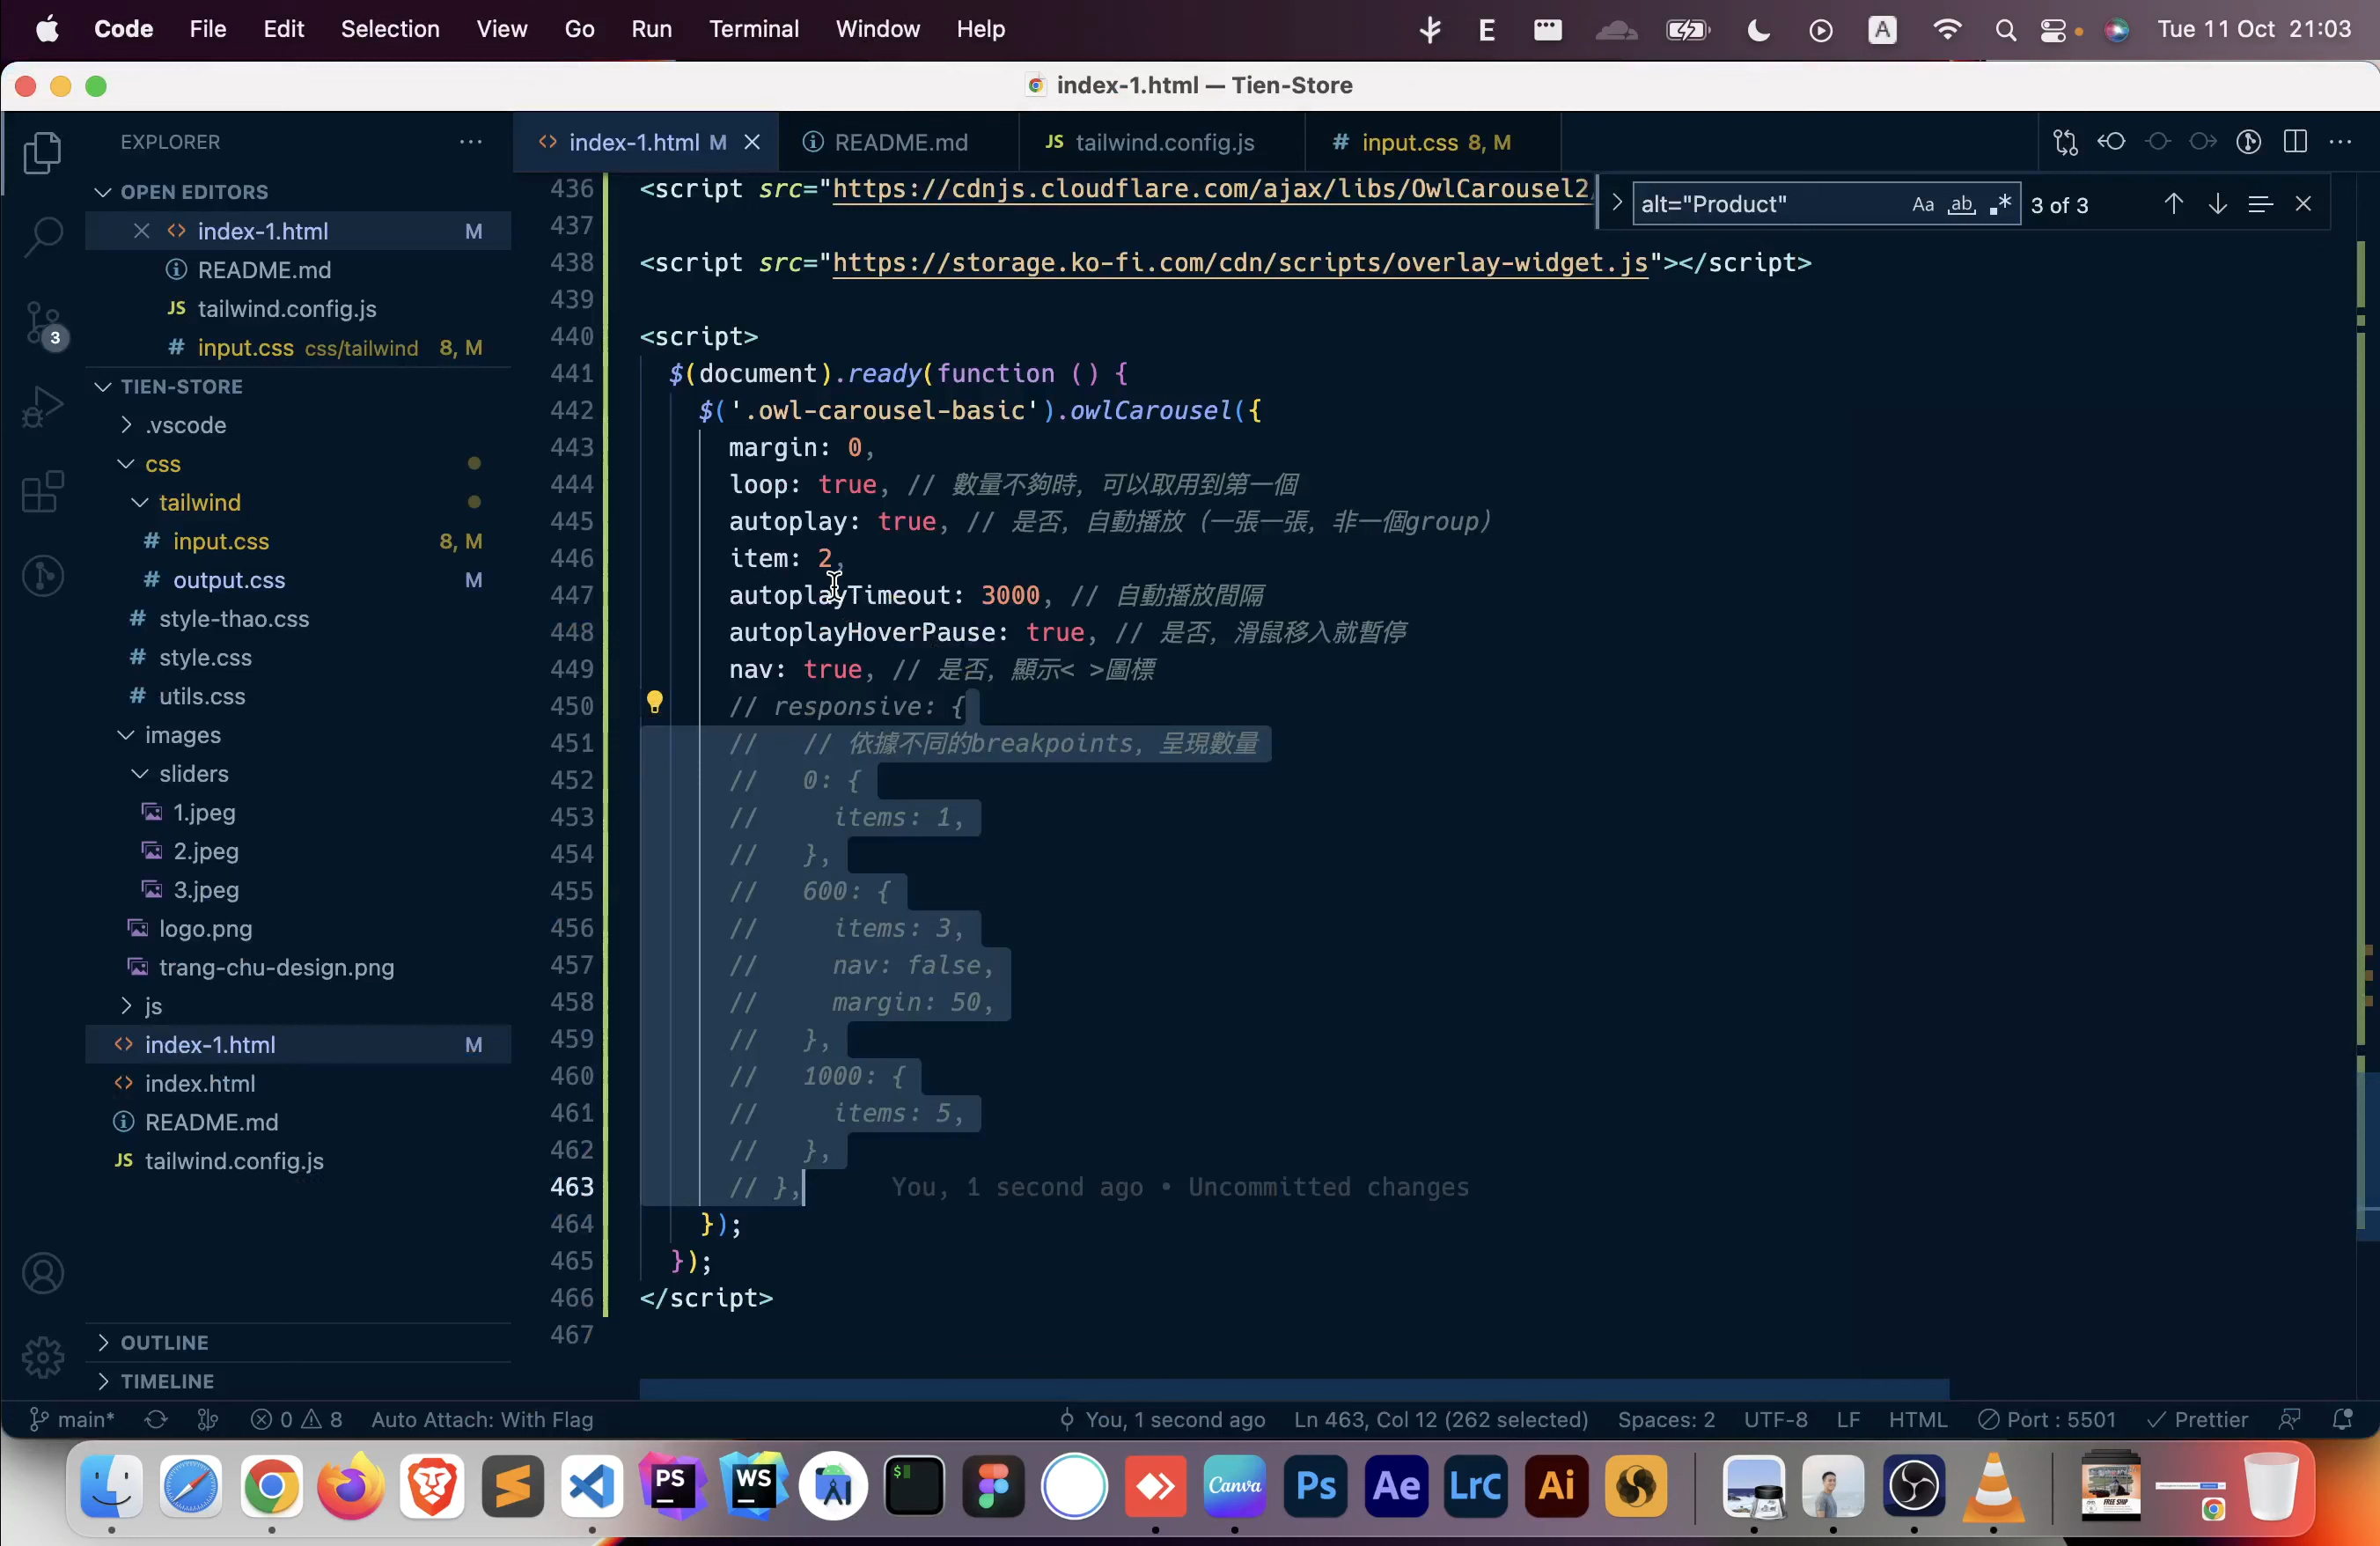 Code File Edit Selection View Go Run Terminal Window Help E A Tue 11 Oct 21:03
index-1.html — Tien-Store
EXPLORER
index-1.html M
README.md
JS tailwind.config.js
# input.css 8, M
OPEN EDITORS
index-1.html M
README.md
JS tailwind.config.js
# input.css css/tailwind 8, M
TIEN-STORE
.vscode
css
tailwind
# input.css 8, M
# output.css M
# style-thao.css
# style.css
# utils.css
images
sliders
1.jpeg
2.jpeg
3.jpeg
logo.png
trang-chu-design.png
js
index-1.html M
index.html
README.md
JS tailwind.config.js
OUTLINE
TIMELINE
3
alt="Product" Aa ab .* 3 of 3
436 <script src="https://cdnjs.cloudflare.com/ajax/libs/OwlCarousel2
437
438 <script src="https://storage.ko-fi.com/cdn/scripts/overlay-widget.js"></script>
439
440 <script>
441 $(document).ready(function () {
442 $('.owl-carousel-basic').owlCarousel({
443 margin: 0,
444 loop: true, // 數量不夠時，可以取用到第一個
445 autoplay: true, // 是否，自動播放（一張一張，非一個group）
446 item: 2,
447 autoplayTimeout: 3000, // 自動播放間隔
448 autoplayHoverPause: true, // 是否，滑鼠移入就暫停
449 nav: true, // 是否，顯示< >圖標
450 // responsive: {
451 // // 依據不同的breakpoints，呈現數量
452 // 0: {
453 // items: 1,
454 // },
455 // 600: {
456 // items: 3,
457 // nav: false,
458 // margin: 50,
459 // },
460 // 1000: {
461 // items: 5,
462 // },
463 // }, You, 1 second ago • Uncommitted changes
464 });
465 });
466 </script>
467
main* 0 8 Auto Attach: With Flag You, 1 second ago Ln 463, Col 12 (262 selected) Spaces: 2 UTF-8 LF HTML Port : 5501 Prettier
PS WS Canva Ps Ae LrC Ai
FREE SHIP